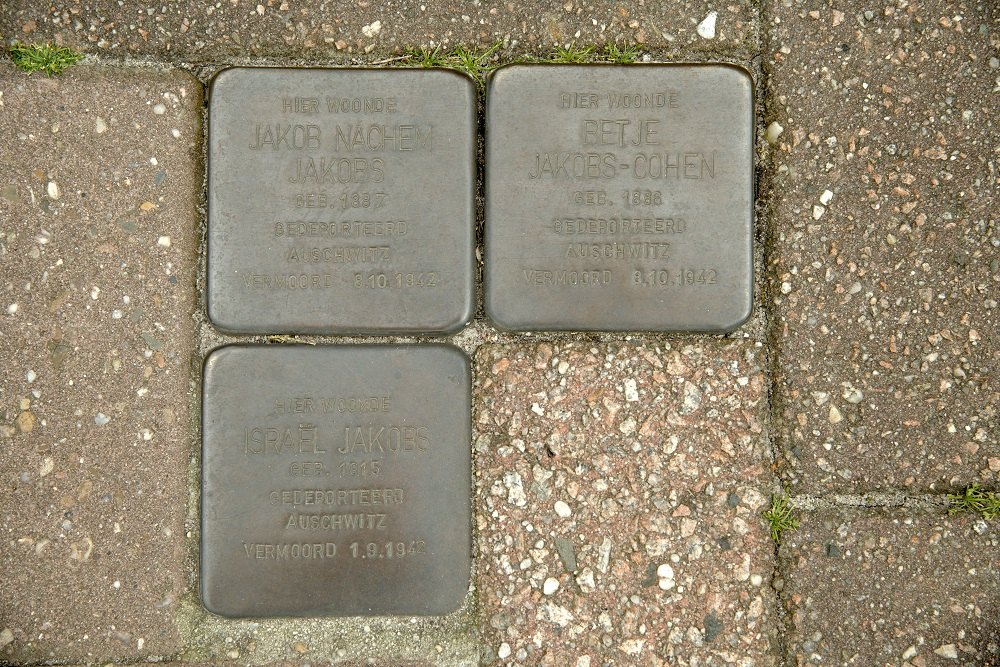 HIER WOONDE
JAKOB NACHEM
JAKOBS
GEB. 1887
GEDEPORTEERD
AUSCHWITZ
VERMOORD 8.10.1942
HIER WOONDE
BETJE
JAKOBS-COHEN
GEB. 1886
GEDEPORTEERD
AUSCHWITZ
VERMOORD 8.10.1942
HIER WOONDE
ISRAËL JAKOBS
GEB. 1915
GEDEPORTEERD
AUSCHWITZ
VERMOORD 1.9.1942